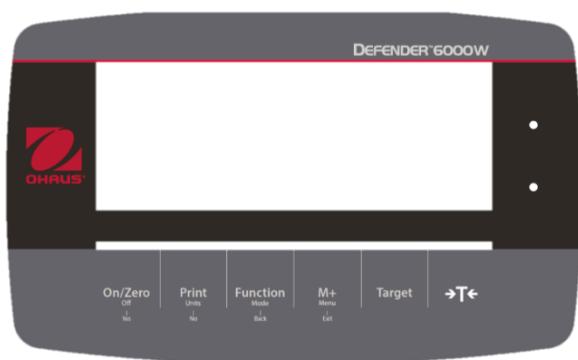 DEFENDER™6000W
OHAUS®
On/Zero
Off
Yes
Print
Units
No
Function
Mode
Back
M+
Menu
Exit
Target
→T←